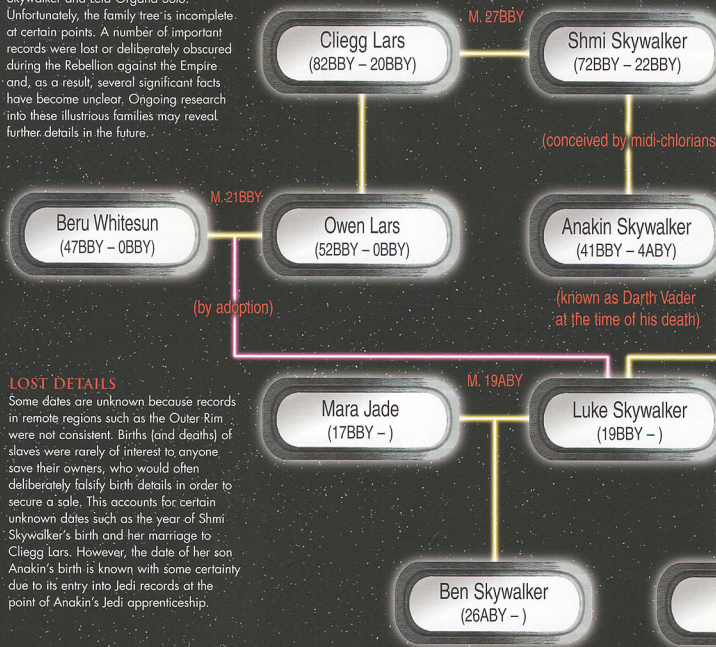 Skywalker and Leia Organa Solo.
Unfortunately, the family tree is incomplete
at certain points. A number of important
records were lost or deliberately obscured
during the Rebellion against the Empire
and, as a result, several significant facts
have become unclear. Ongoing research
into these illustrious families may reveal
further details in the future.
M. 27BBY
Cliegg Lars
(82BBY – 20BBY)
Shmi Skywalker
(72BBY – 22BBY)
(conceived by midi-chlorians
M. 21BBY
Beru Whitesun
(47BBY – 0BBY)
Owen Lars
(52BBY – 0BBY)
Anakin Skywalker
(41BBY – 4ABY)
(by adoption)
(known as Darth Vader
at the time of his death)
LOST DETAILS
Some dates are unknown because records
in remote regions such as the Outer Rim
were not consistent. Births (and deaths) of
slaves were rarely of interest to anyone
save their owners, who would often
deliberately falsify birth details in order to
secure a sale. This accounts for certain
unknown dates such as the year of Shmi
Skywalker's birth and her marriage to
Cliegg Lars. However, the date of her son
Anakin's birth is known with some certainty
due to its entry into Jedi records at the
point of Anakin's Jedi apprenticeship.
M. 19ABY
Mara Jade
(17BBY – )
Luke Skywalker
(19BBY – )
Ben Skywalker
(26ABY – )